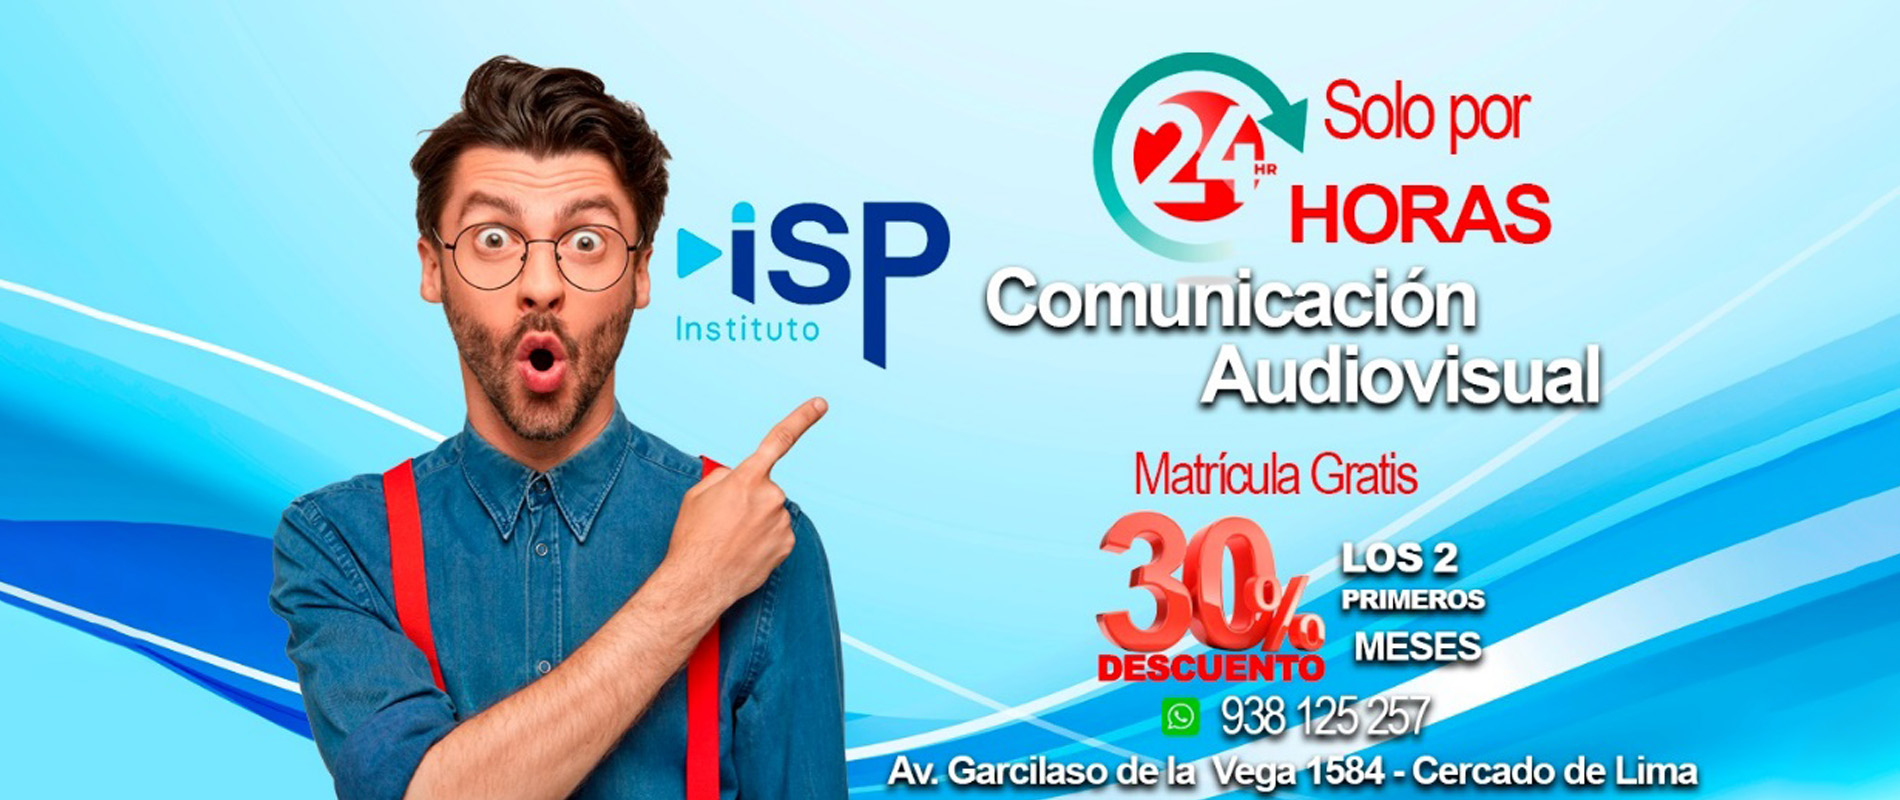 iSP
Instituto
24 HR
Solo por
HORAS
Comunicación
Audiovisual
Matrícula Gratis
30%
DESCUENTO
LOS 2
PRIMEROS
MESES
938 125 257
Av. Garcilaso de la Vega 1584 - Cercado de Lima